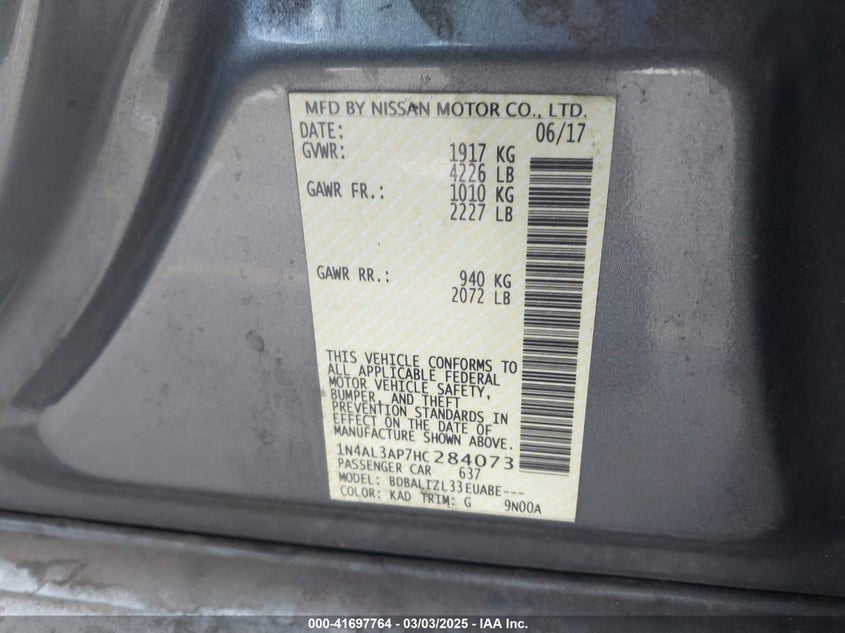 MFD BY NISSAN MOTOR CO., LTD.
DATE: 06/17
GVWR: 1917 KG
4226 LB
GAWR FR.: 1010 KG
2227 LB
GAWR RR.: 940 KG
2072 LB
THIS VEHICLE CONFORMS TO
ALL APPLICABLE FEDERAL
MOTOR VEHICLE SAFETY,
BUMPER, AND THEFT
PREVENTION STANDARDS IN
EFFECT ON THE DATE OF
MANUFACTURE SHOWN ABOVE.
1N4AL3AP7HC284073
PASSENGER CAR 637
MODEL: BDBALIZL33EUABE---
COLOR: KAD TRIM: G 9N00A
000-41697764 — 03/03/2025 — IAA Inc.